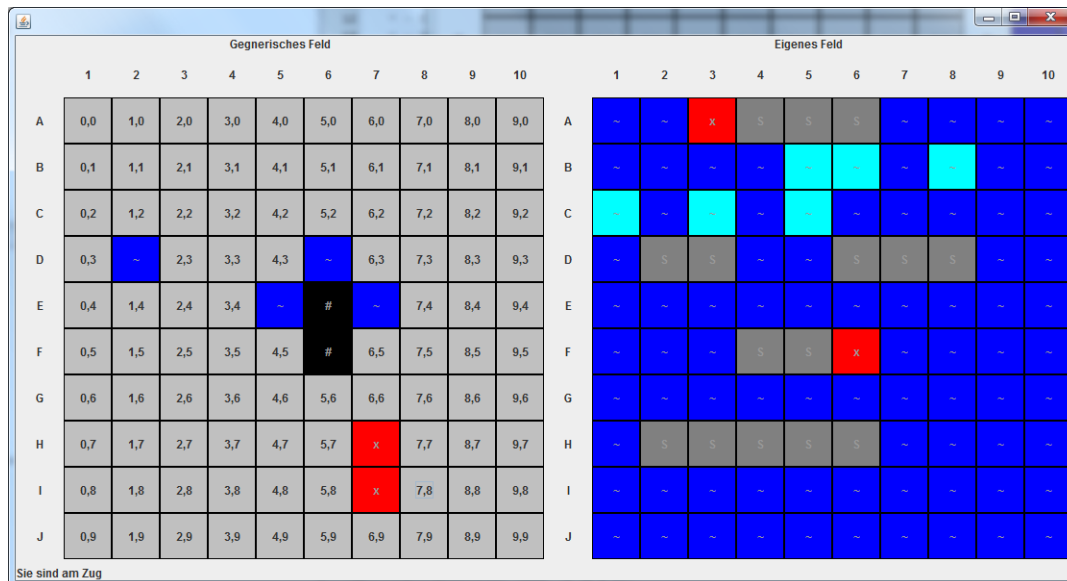 Gegnerisches Feld Eigenes Feld
1 2 3 4 5 6 7 8 9 10 1 2 3 4 5 6 7 8 9 10
A 0,0 1,0 2,0 3,0 4,0 5,0 6,0 7,0 8,0 9,0 A ~ ~ x S S S ~ ~ ~ ~
B 0,1 1,1 2,1 3,1 4,1 5,1 6,1 7,1 8,1 9,1 B ~ ~ ~ ~ ~ ~ ~ ~ ~ ~
C 0,2 1,2 2,2 3,2 4,2 5,2 6,2 7,2 8,2 9,2 C ~ ~ ~ ~ ~ ~ ~ ~ ~ ~
D 0,3 ~ 2,3 3,3 4,3 ~ 6,3 7,3 8,3 9,3 D ~ S S ~ ~ S S S ~ ~
E 0,4 1,4 2,4 3,4 ~ # ~ 7,4 8,4 9,4 E ~ ~ ~ ~ ~ ~ ~ ~ ~ ~
F 0,5 1,5 2,5 3,5 4,5 # 6,5 7,5 8,5 9,5 F ~ ~ ~ S S x ~ ~ ~ ~
G 0,6 1,6 2,6 3,6 4,6 5,6 6,6 7,6 8,6 9,6 G ~ ~ ~ ~ ~ ~ ~ ~ ~ ~
H 0,7 1,7 2,7 3,7 4,7 5,7 x 7,7 8,7 9,7 H ~ S S S S S ~ ~ ~ ~
I 0,8 1,8 2,8 3,8 4,8 5,8 x 7,8 8,8 9,8 I ~ ~ ~ ~ ~ ~ ~ ~ ~ ~
J 0,9 1,9 2,9 3,9 4,9 5,9 6,9 7,9 8,9 9,9 J ~ ~ ~ ~ ~ ~ ~ ~ ~ ~
Sie sind am Zug